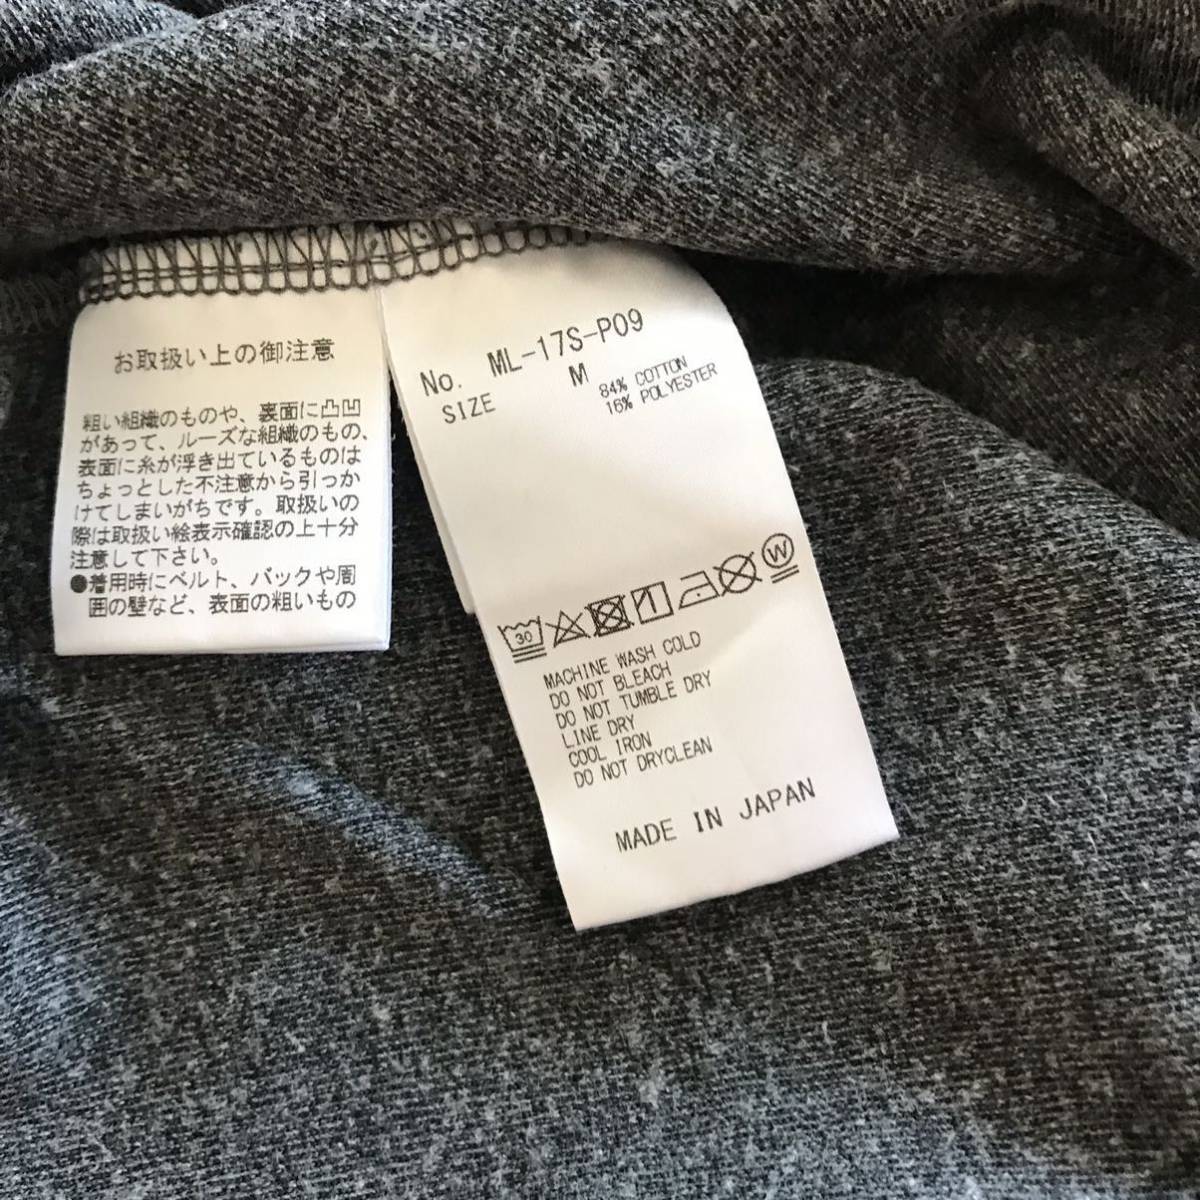 お取扱い上の御注意
粗い組織のものや、裏面に凸凹
があって、ルーズな組織のもの、
表面に糸が浮き出ているものは
ちょっとした不注意から引っか
けてしまいがちです。取扱いの
際は取扱い絵表示確認の上十分
注意して下さい。
●着用時にベルト、バックや周
囲の壁など、表面の粗いもの
No. ML-17S-P09
SIZE M
84% COTTON
16% POLYESTER
30
W
MACHINE WASH COLD
DO NOT BLEACH
DO NOT TUMBLE DRY
LINE DRY
COOL IRON
DO NOT DRYCLEAN
MADE IN JAPAN